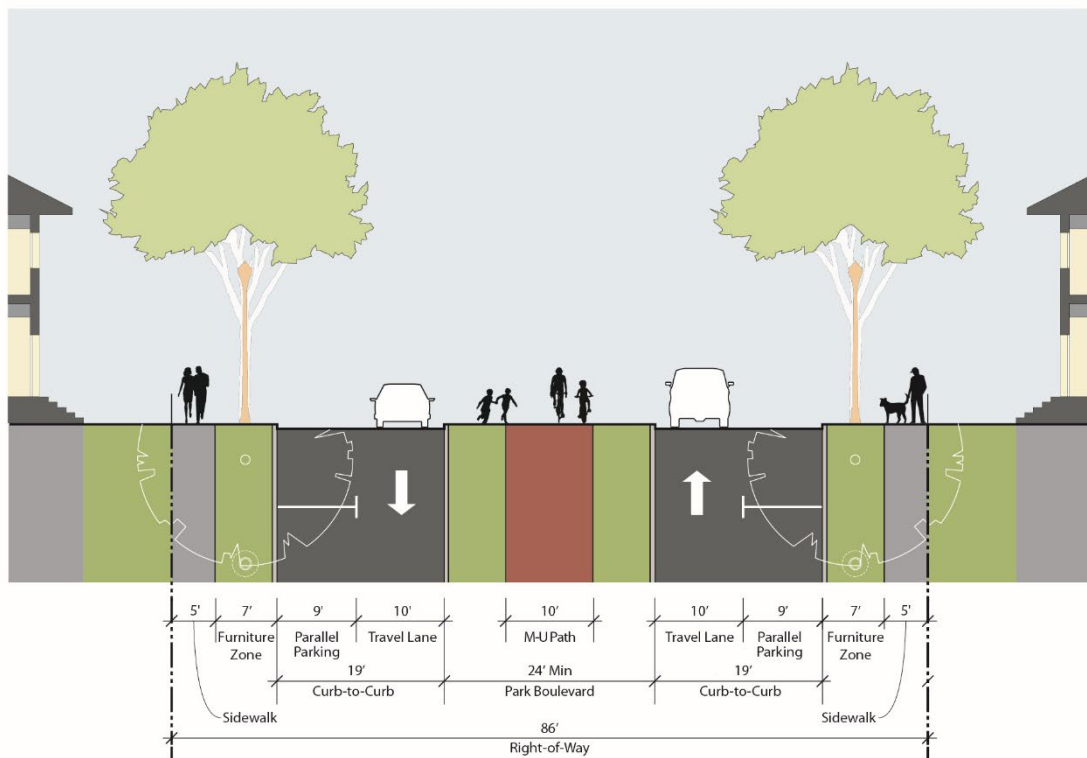 5' 7' 9' 10' 10' 10' 9' 7' 5'
Furniture Zone Parallel Parking Travel Lane M-U Path Travel Lane Parallel Parking Furniture Zone
19' 24' Min 19'
Curb-to-Curb Park Boulevard Curb-to-Curb
Sidewalk Sidewalk
86'
Right-of-Way